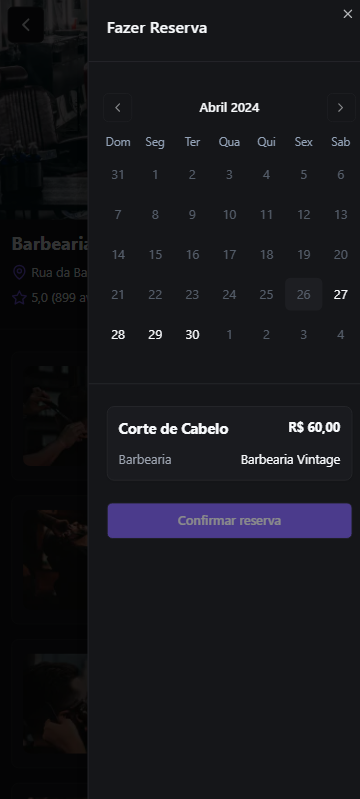 Fazer Reserva
Abril 2024
Dom Seg Ter Qua Qui Sex Sab
31 1 2 3 4 5 6
7 8 9 10 11 12 13
14 15 16 17 18 19 20
21 22 23 24 25 26 27
28 29 30 1 2 3 4
Barbearia
Rua da Ba
5,0 (899 av
Corte de Cabelo R$ 60,00
Barbearia Barbearia Vintage
Confirmar reserva